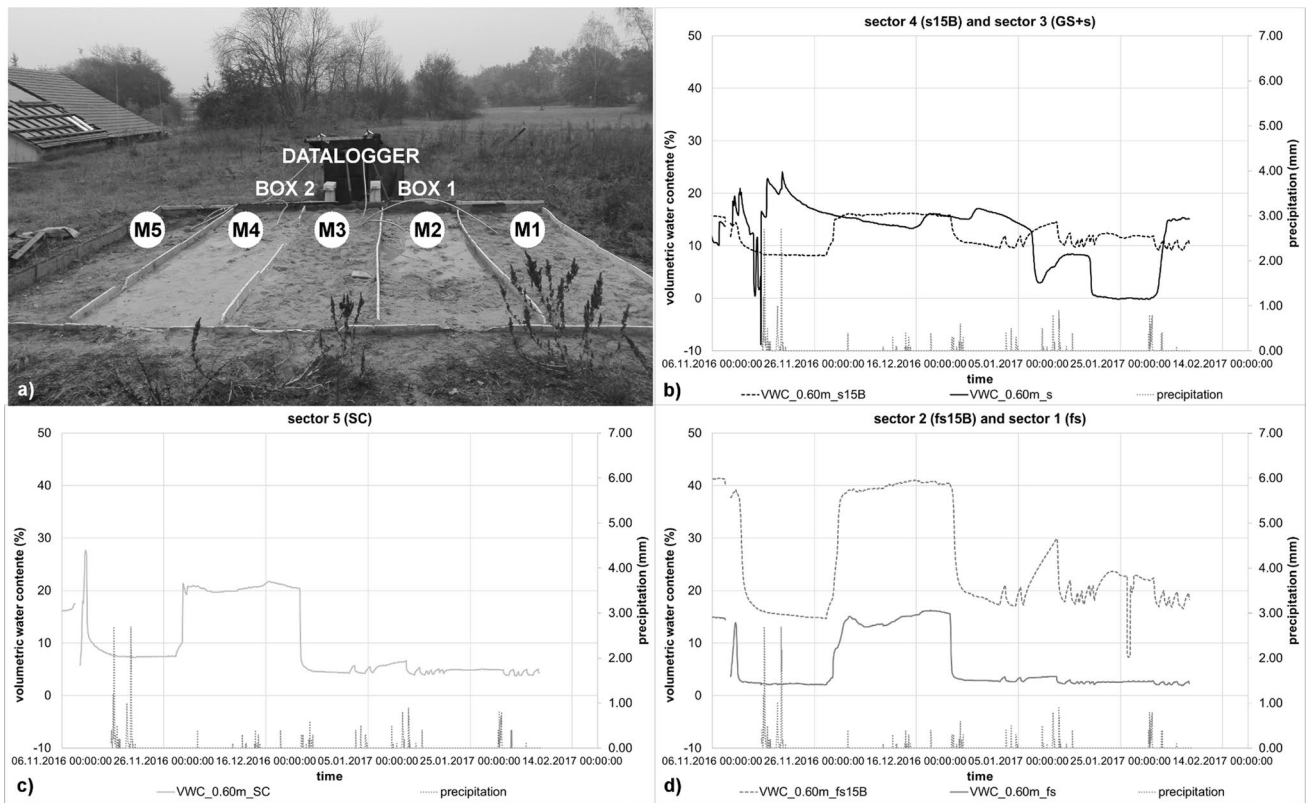 DATALOGGER
BOX 2
BOX 1
M5
M4
M3
M2
M1
a)
sector 4 (s15B) and sector 3 (GS+s)
volumetric water contente (%)
50
40
30
20
10
0
-10
7.00
6.00
5.00
4.00
3.00
2.00
1.00
0.00
precipitation (mm)
06.11.2016 00:00:00
26.11.2016 00:00:00
16.12.2016 00:00:00
05.01.2017 00:00:00
25.01.2017 00:00:00
14.02.2017 00:00:00
time
VWC_0.60m_s15B
VWC_0.60m_s
precipitation
b)
sector 5 (SC)
volumetric water contente (%)
50
40
30
20
10
0
-10
7.00
6.00
5.00
4.00
3.00
2.00
1.00
0.00
precipitation (mm)
06.11.2016 00:00:00
26.11.2016 00:00:00
16.12.2016 00:00:00
05.01.2017 00:00:00
25.01.2017 00:00:00
14.02.2017 00:00:00
time
VWC_0.60m_SC
precipitation
c)
sector 2 (fs15B) and sector 1 (fs)
volumetric water contente (%)
50
40
30
20
10
0
-10
7.00
6.00
5.00
4.00
3.00
2.00
1.00
0.00
precipitation (mm)
06.11.2016 00:00:00
26.11.2016 00:00:00
16.12.2016 00:00:00
05.01.2017 00:00:00
25.01.2017 00:00:00
14.02.2017 00:00:00
time
VWC_0.60m_fs15B
VWC_0.60m_fs
precipitation
d)